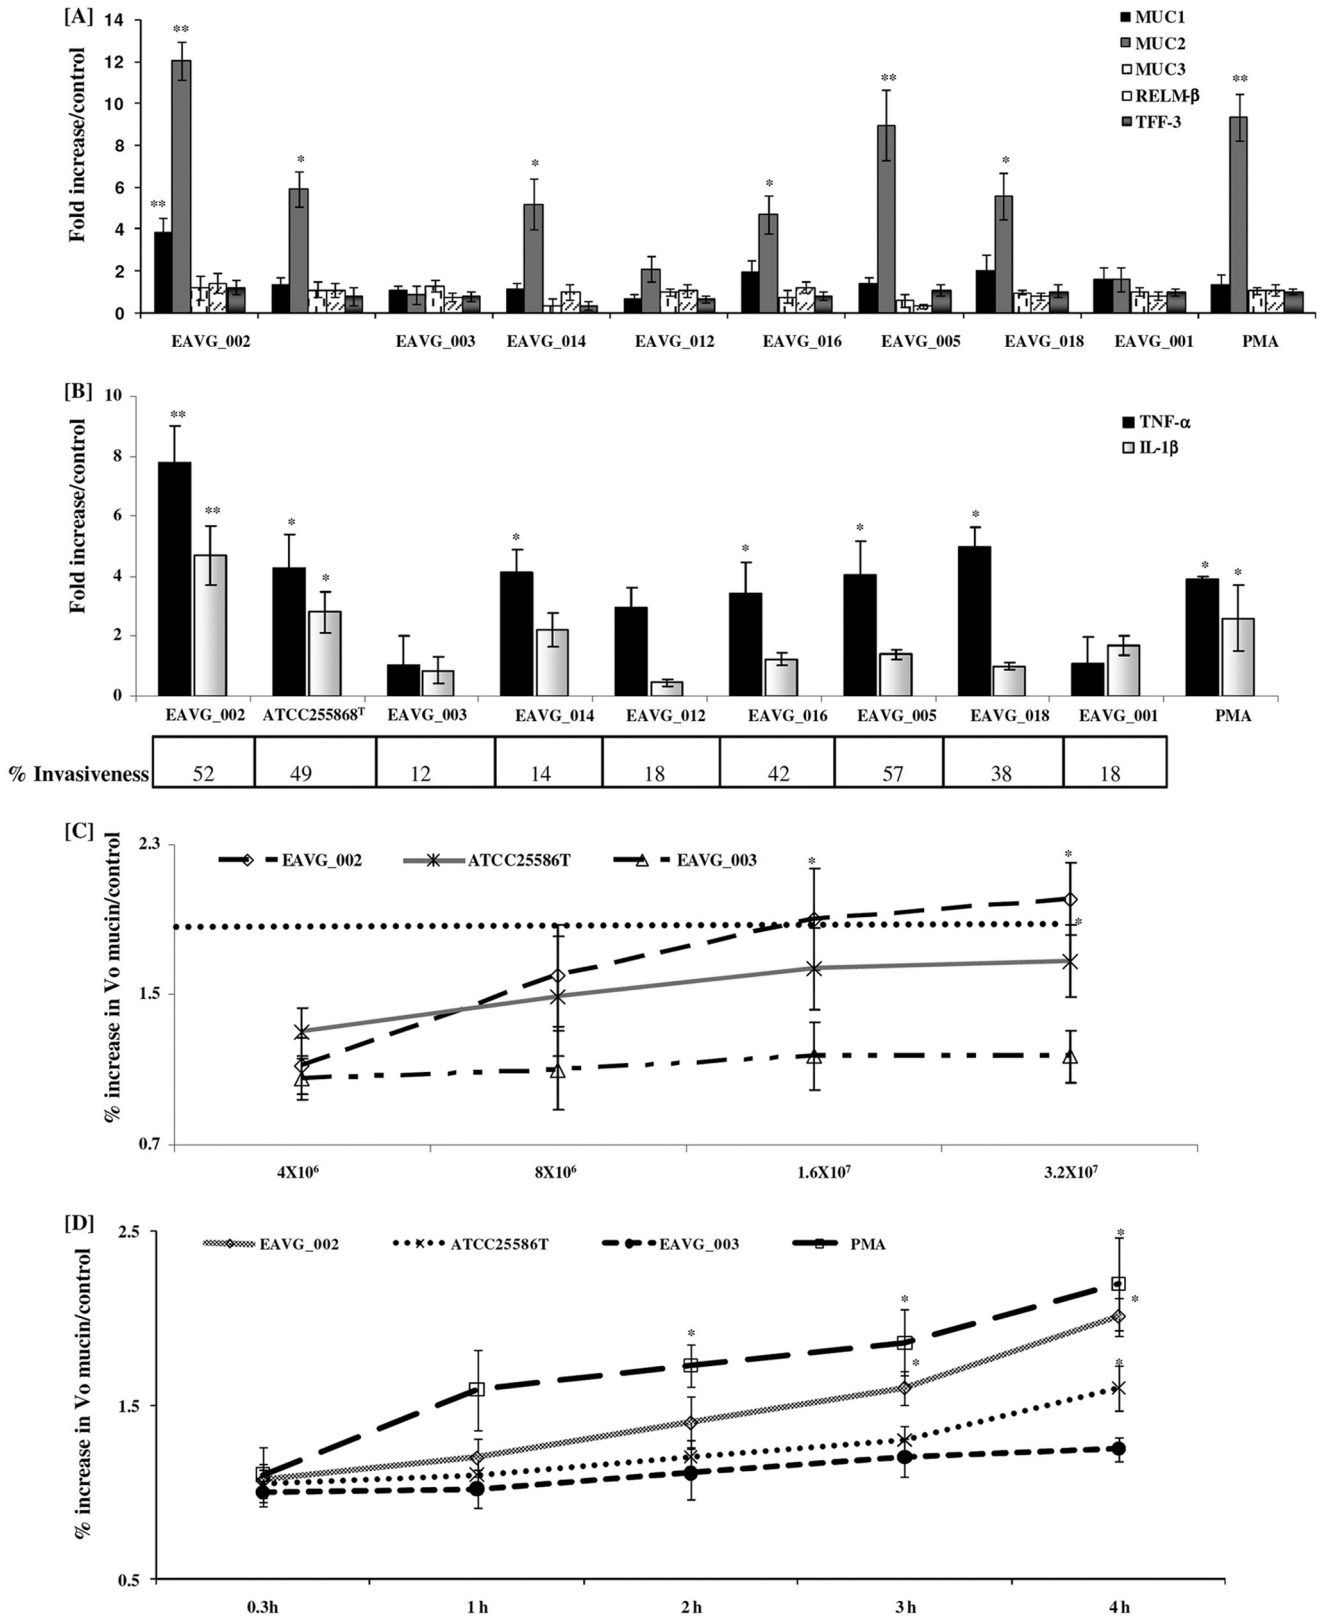 [A]
Fold increase/control
14
12
10
8
6
4
2
0
** ** * * * ** * **
MUC1
MUC2
MUC3
RELM-β
TFF-3
EAVG_002 EAVG_003 EAVG_014 EAVG_012 EAVG_016 EAVG_005 EAVG_018 EAVG_001 PMA
[B]
Fold increase/control
10
8
6
4
2
0
** ** * * * * * * * *
TNF-α
IL-1β
EAVG_002 ATCC255868ᵀ EAVG_003 EAVG_014 EAVG_012 EAVG_016 EAVG_005 EAVG_018 EAVG_001 PMA
% Invasiveness 52 49 12 14 18 42 57 38 18
[C]
% increase in Vo mucin/control
2.3
1.5
0.7
EAVG_002 ATCC25586T EAVG_003
* * *
4X10⁶ 8X10⁶ 1.6X10⁷ 3.2X10⁷
[D]
% increase in Vo mucin/control
2.5
1.5
0.5
EAVG_002 ATCC25586T EAVG_003 PMA
* * * * * *
0.3h 1h 2h 3h 4h